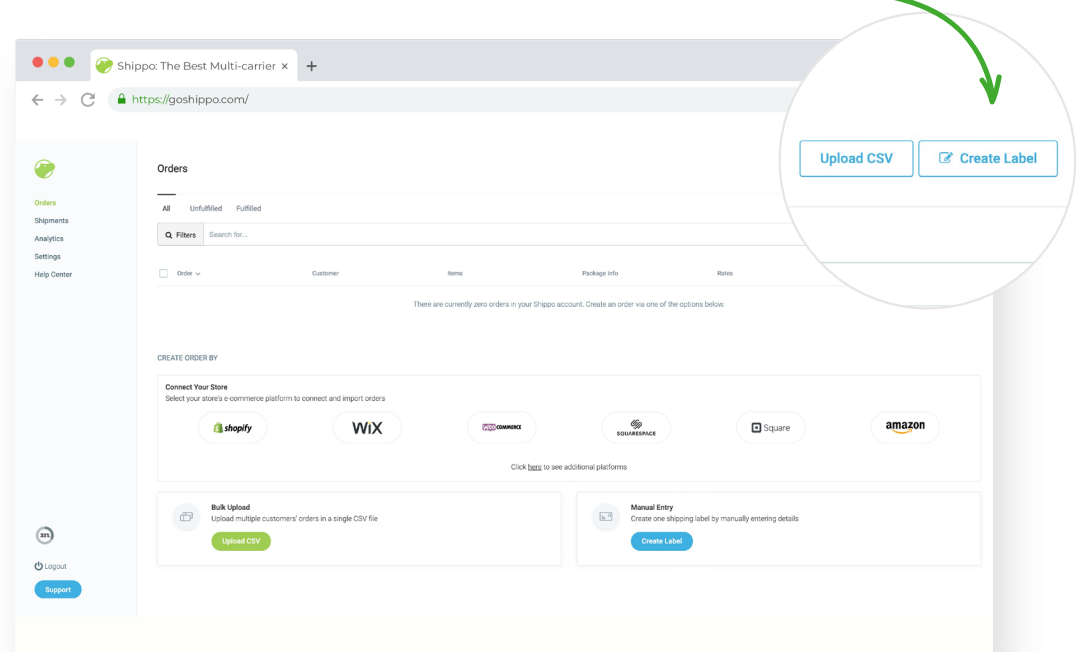 Shippo: The Best Multi-carrier × +
https://goshippo.com/
Upload CSV
Create Label
Orders
Shipments
Analytics
Settings
Help Center
33%
Logout
Support
Orders
All Unfulfilled Fulfilled
Filters Search for...
Order Customer Items Package Info Rates
There are currently zero orders in your Shippo account. Create an order via one of the options below.
CREATE ORDER BY
Connect Your Store
Select your store's e-commerce platform to connect and import orders
shopify WiX WOO COMMERCE SQUARESPACE Square amazon
Click here to see additional platforms
Bulk Upload
Upload multiple customers' orders in a single CSV file
Upload CSV
Manual Entry
Create one shipping label by manually entering details
Create Label